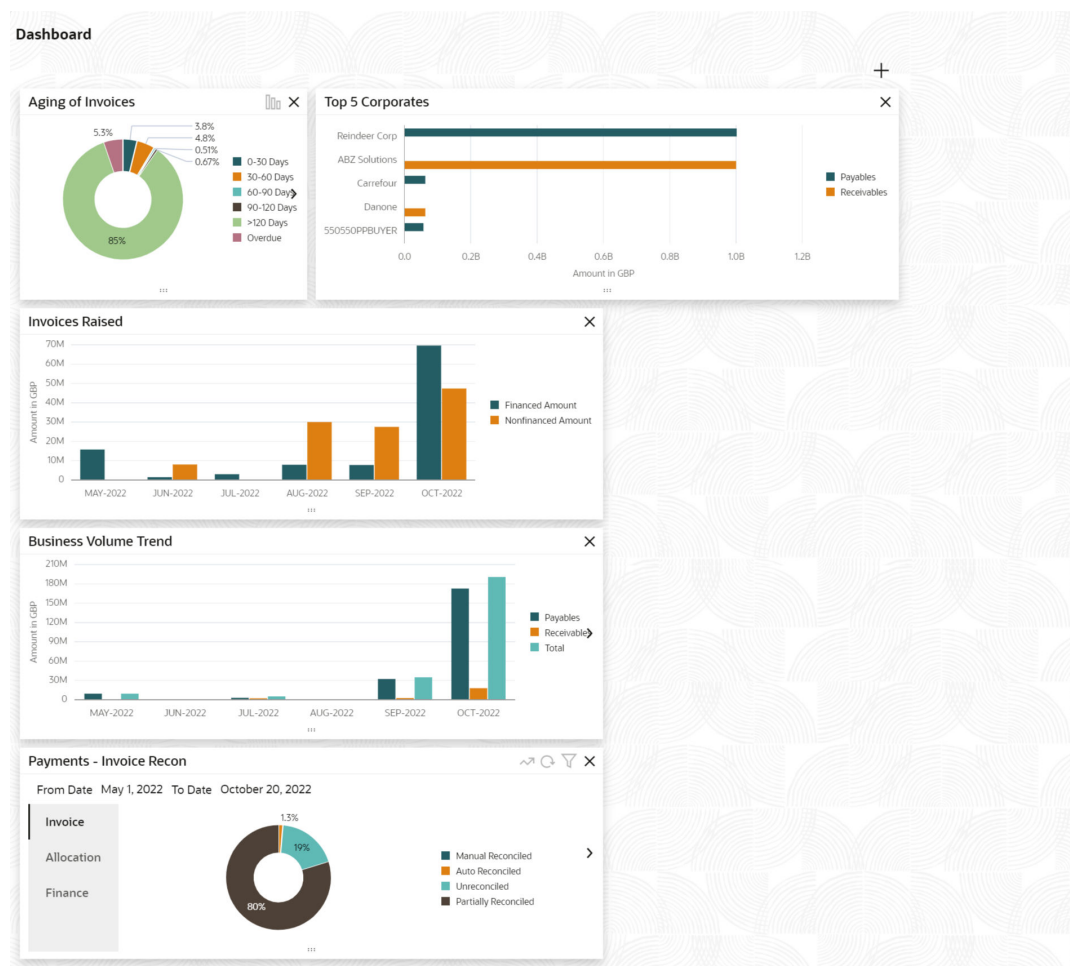 Dashboard
Aging of Invoices
5.3%
3.8%
4.8%
0.51%
0.67%
85%
0-30 Days
30-60 Days
60-90 Days
90-120 Days
>120 Days
Overdue
Top 5 Corporates
Reindeer Corp
ABZ Solutions
Carrefour
Danone
550550PPBUYER
0.0 0.2B 0.4B 0.6B 0.8B 1.0B 1.2B
Amount in GBP
Payables
Receivables
Invoices Raised
Amount in GBP
70M
60M
50M
40M
30M
20M
10M
0
MAY-2022 JUN-2022 JUL-2022 AUG-2022 SEP-2022 OCT-2022
Financed Amount
Nonfinanced Amount
Business Volume Trend
Amount in GBP
210M
180M
150M
120M
90M
60M
30M
0
MAY-2022 JUN-2022 JUL-2022 AUG-2022 SEP-2022 OCT-2022
Payables
Receivables
Total
Payments - Invoice Recon
From Date May 1, 2022 To Date October 20, 2022
Invoice
Allocation
Finance
1.3%
19%
80%
Manual Reconciled
Auto Reconciled
Unreconciled
Partially Reconciled